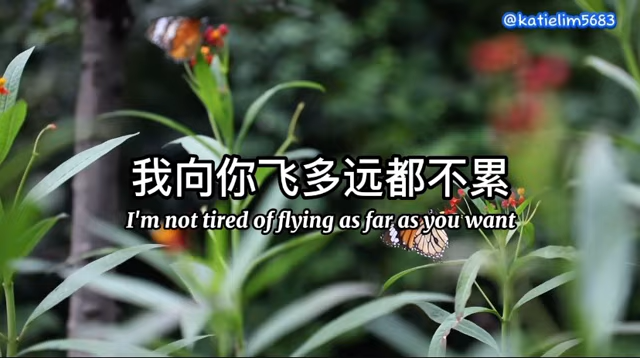 @katielim5683
我向你飞多远都不累
I'm not tired of flying as far as you want